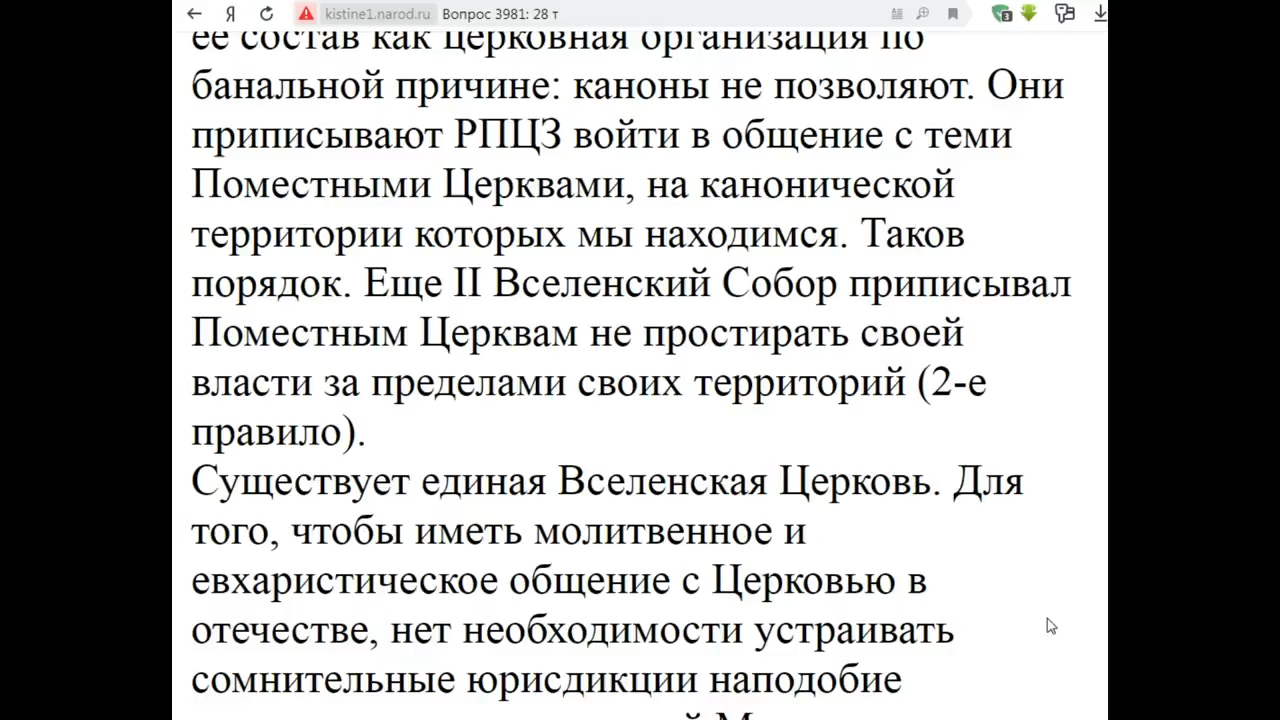 kistine1.narod.ru Вопрос 3981: 28 т
3
ее состав как церковная организация по
банальной причине: каноны не позволяют. Они
приписывают РПЦЗ войти в общение с теми
Поместными Церквами, на канонической
территории которых мы находимся. Таков
порядок. Еще II Вселенский Собор приписывал
Поместным Церквам не простирать своей
власти за пределами своих территорий (2-е
правило).
Существует единая Вселенская Церковь. Для
того, чтобы иметь молитвенное и
евхаристическое общение с Церковью в
отечестве, нет необходимости устраивать
сомнительные юрисдикции наподобие